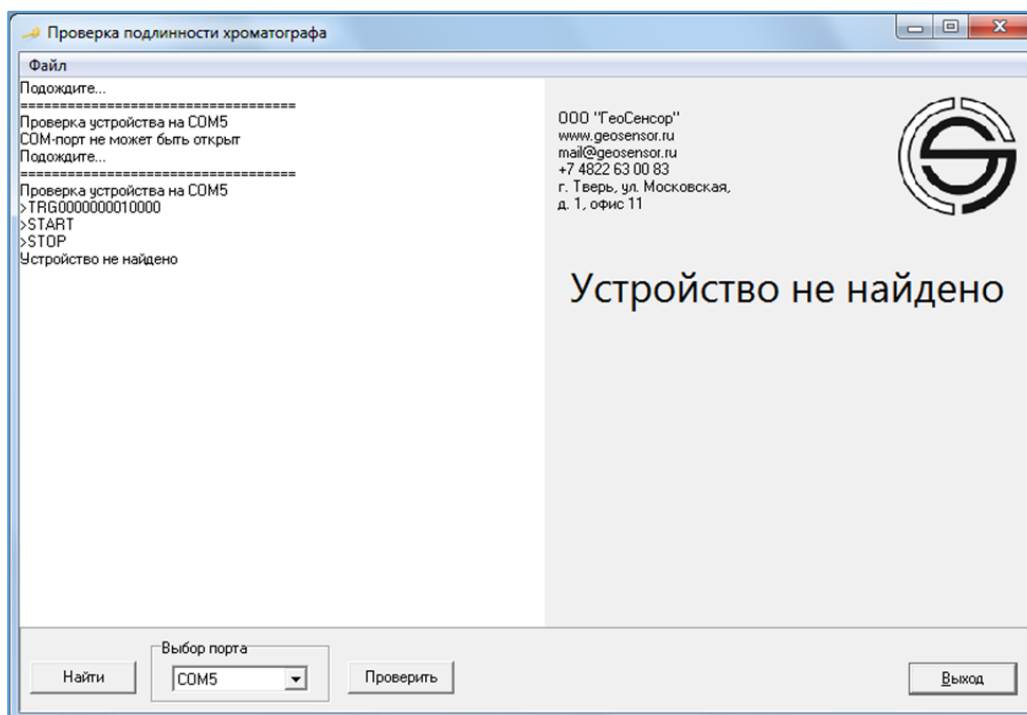 Проверка подлинности хроматографа
Файл
Подождите...
===================================
Проверка устройства на COM5
COM-порт не может быть открыт
Подождите...
===================================
Проверка устройства на COM5
>TRG0000000010000
>START
>STOP
Устройство не найдено
ООО "ГеоСенсор"
www.geosensor.ru
mail@geosensor.ru
+7 4822 63 00 83
г. Тверь, ул. Московская,
д. 1, офис 11
Устройство не найдено
Найти
Выбор порта
COM5
Проверить
Выход